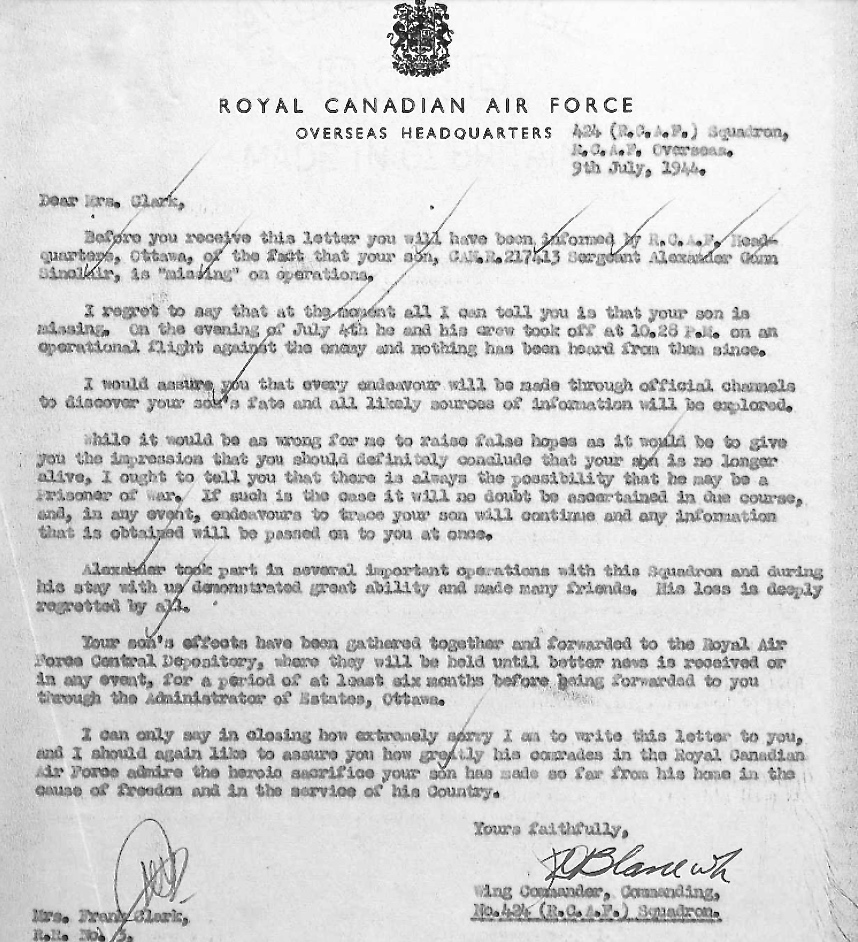 ROYAL CANADIAN AIR FORCE
OVERSEAS HEADQUARTERS
424 (R.C.A.F.) Squadron,
R.C.A.F. Overseas.
9th July, 1944.
Dear Mrs. Clark,
Before you receive this letter you will have been informed by R.C.A.F. Head-
quarters, Ottawa, of the fact that your son, CAN.R.217413 Sergeant Alexander Gunn
Sinclair, is "missing" on operations.
I regret to say that at the moment all I can tell you is that your son is
missing. On the evening of July 4th he and his crew took off at 10.28 P.M. on an
operational flight against the enemy and nothing has been heard from them since.
I would assure you that every endeavour will be made through official channels
to discover your son's fate and all likely sources of information will be explored.
While it would be as wrong for me to raise false hopes as it would be to give
you the impression that you should definitely conclude that your son is no longer
alive, I ought to tell you that there is always the possibility that he may be a
Prisoner of War. If such is the case it will no doubt be ascertained in due course,
and, in any event, endeavours to trace your son will continue and any information
that is obtained will be passed on to you at once.
Alexander took part in several important operations with this Squadron and during
his stay with us demonstrated great ability and made many friends. His loss is deeply
regretted by all.
Your son's effects have been gathered together and forwarded to the Royal Air
Force Central Depository, where they will be held until better news is received or
in any event, for a period of at least six months before being forwarded to you
through the Administrator of Estates, Ottawa.
I can only say in closing how extremely sorry I am to write this letter to you,
and I should again like to assure you how greatly his comrades in the Royal Canadian
Air Force admire the heroic sacrifice your son has made so far from his home in the
cause of freedom and in the service of his Country.
Yours faithfully,
Blane
Wing Commander, Commanding,
No.424 (R.C.A.F.) Squadron.
Mrs. Frank Clark,
R.R. No. 3,